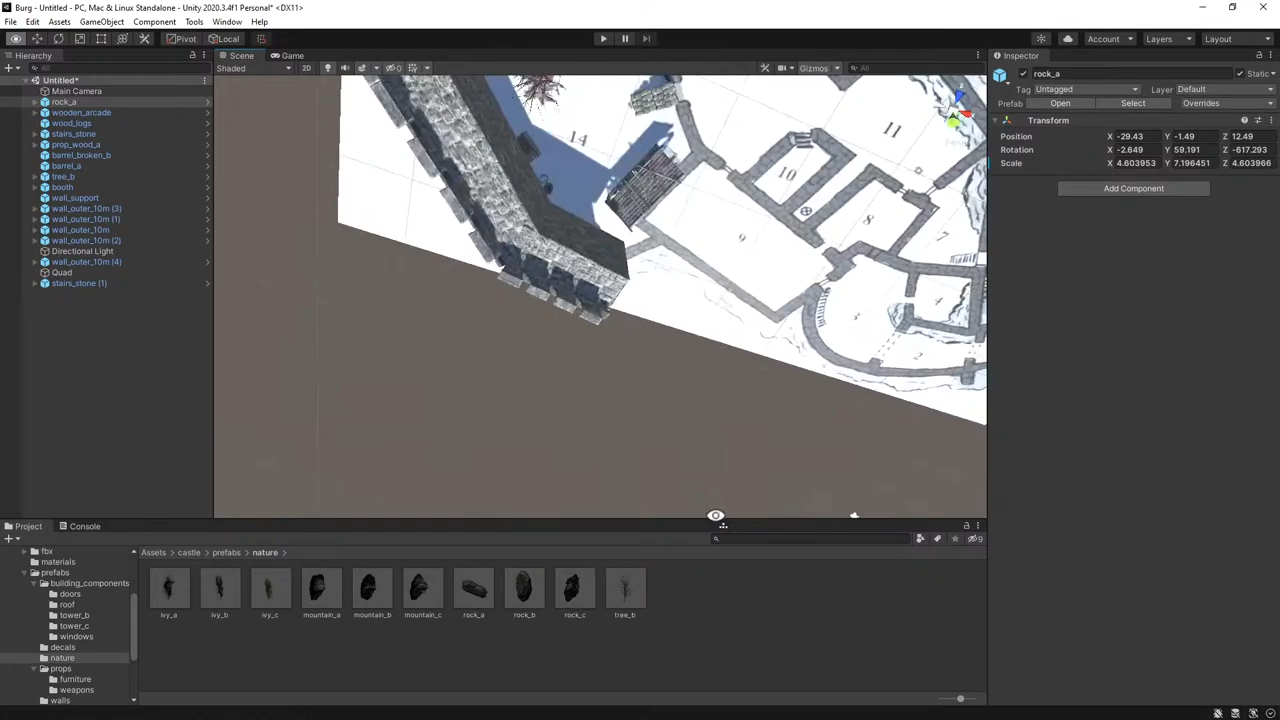 Burg - Untitled - PC, Mac & Linux Standalone - Unity 2020.3.4f1 Personal* <DX11>
File Edit Assets GameObject Component Tools Window Help
Pivot Local Account Layers Layout
Hierarchy Scene Game Inspector
All Shaded 2D 0 Gizmos All
rock_a Static
Tag Untagged Layer Default
Prefab Open Select Overrides
Transform
Position X -29.43 Y -1.49 Z 12.49
Rotation X -2.649 Y 59.191 Z -617.293
Scale X 4.603953 Y 7.196451 Z 4.603966
Add Component
Untitled*
Main Camera
rock_a
wooden_arcade
wood_logs
stairs_stone
prop_wood_a
barrel_broken_b
barrel_a
tree_b
booth
wall_support
wall_outer_10m (3)
wall_outer_10m (1)
wall_outer_10m
wall_outer_10m (2)
Directional Light
wall_outer_10m (4)
Quad
stairs_stone (1)
14
11
10
8
9
7
4
2
Project Console
9
Assets > castle > prefabs > nature >
fbx
materials
prefabs
building_components
doors
roof
tower_b
tower_c
windows
decals
nature
props
furniture
weapons
walls
ivy_a ivy_b ivy_c mountain_a mountain_b mountain_c rock_a rock_b rock_c tree_b